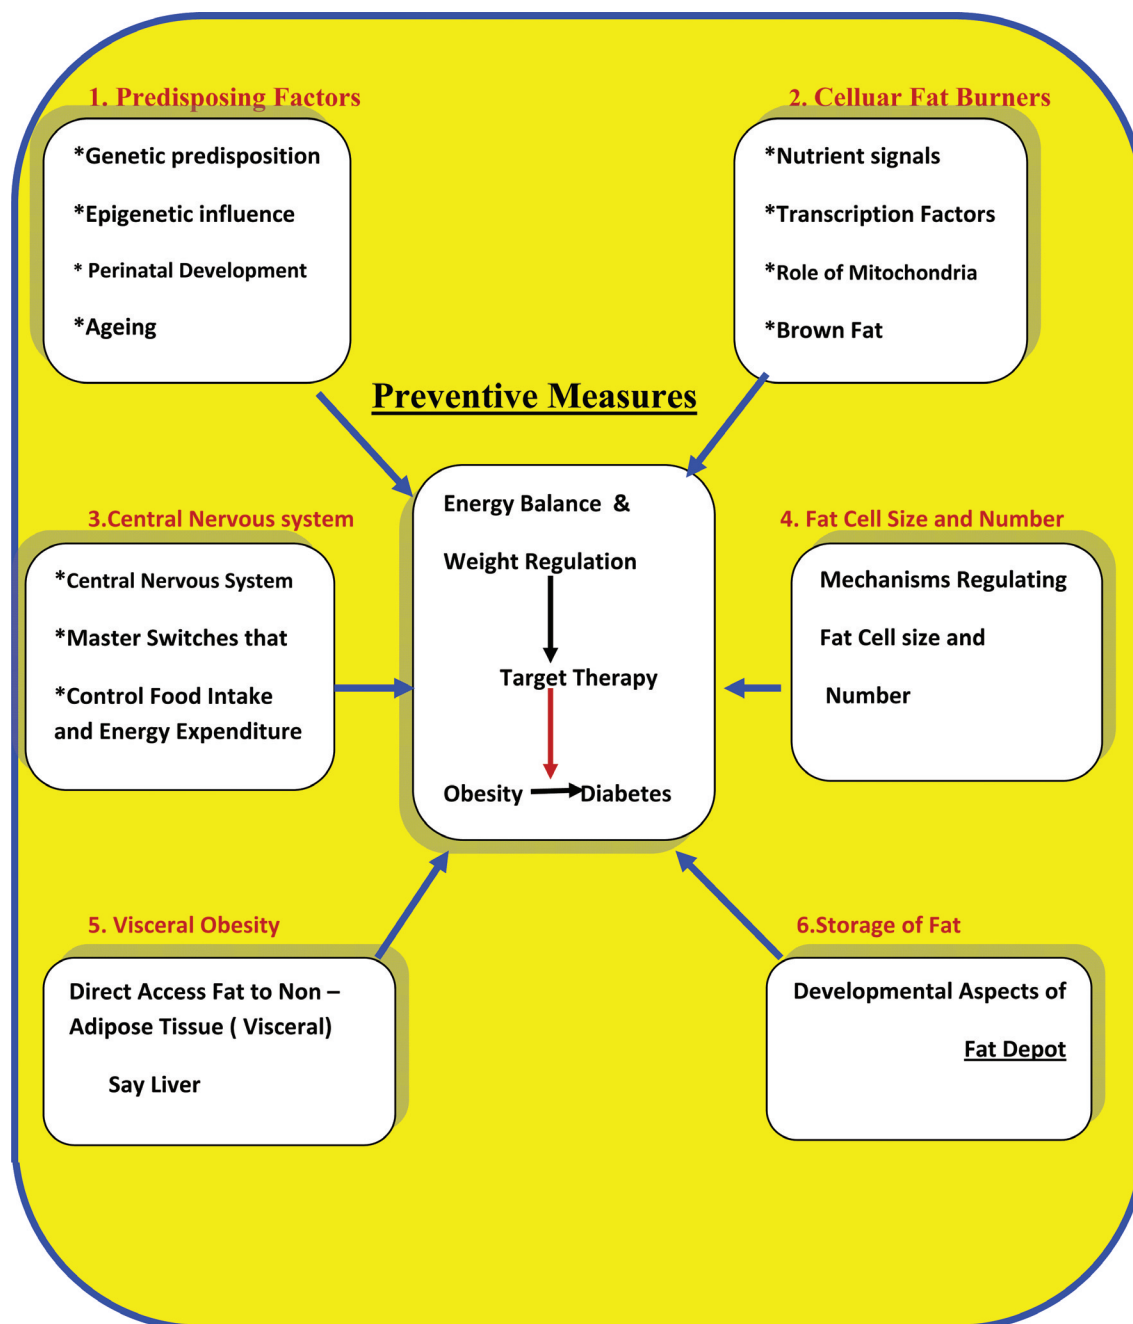 1. Predisposing Factors
*Genetic predisposition
*Epigenetic influence
* Perinatal Development
*Ageing
2. Celluar Fat Burners
*Nutrient signals
*Transcription Factors
*Role of Mitochondria
*Brown Fat
Preventive Measures
Energy Balance &
Weight Regulation
Target Therapy
Obesity Diabetes
3.Central Nervous system
*Central Nervous System
*Master Switches that
*Control Food Intake
and Energy Expenditure
4. Fat Cell Size and Number
Mechanisms Regulating
Fat Cell size and
Number
5. Visceral Obesity
Direct Access Fat to Non –
Adipose Tissue ( Visceral)
Say Liver
6.Storage of Fat
Developmental Aspects of
Fat Depot